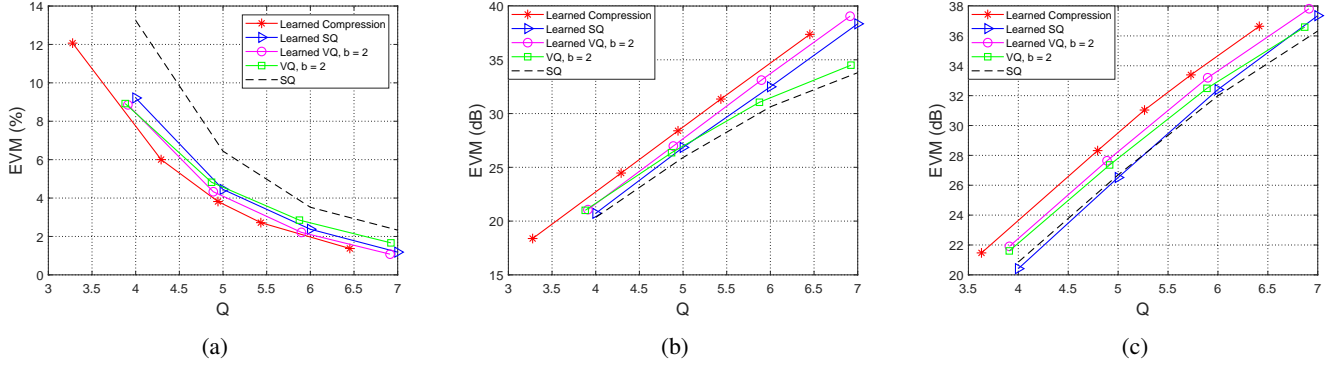 14
12
10
8
6
4
2
0
EVM (%)
Learned Compression
Learned SQ
Learned VQ, b = 2
VQ, b = 2
SQ
3 3.5 4 4.5 5 5.5 6 6.5 7
Q
(a)
40
35
30
25
20
15
EVM (dB)
Learned Compression
Learned SQ
Learned VQ, b = 2
VQ, b = 2
SQ
3 3.5 4 4.5 5 5.5 6 6.5 7
Q
(b)
38
36
34
32
30
28
26
24
22
20
EVM (dB)
Learned Compression
Learned SQ
Learned VQ, b = 2
VQ, b = 2
SQ
3.5 4 4.5 5 5.5 6 6.5 7
Q
(c)